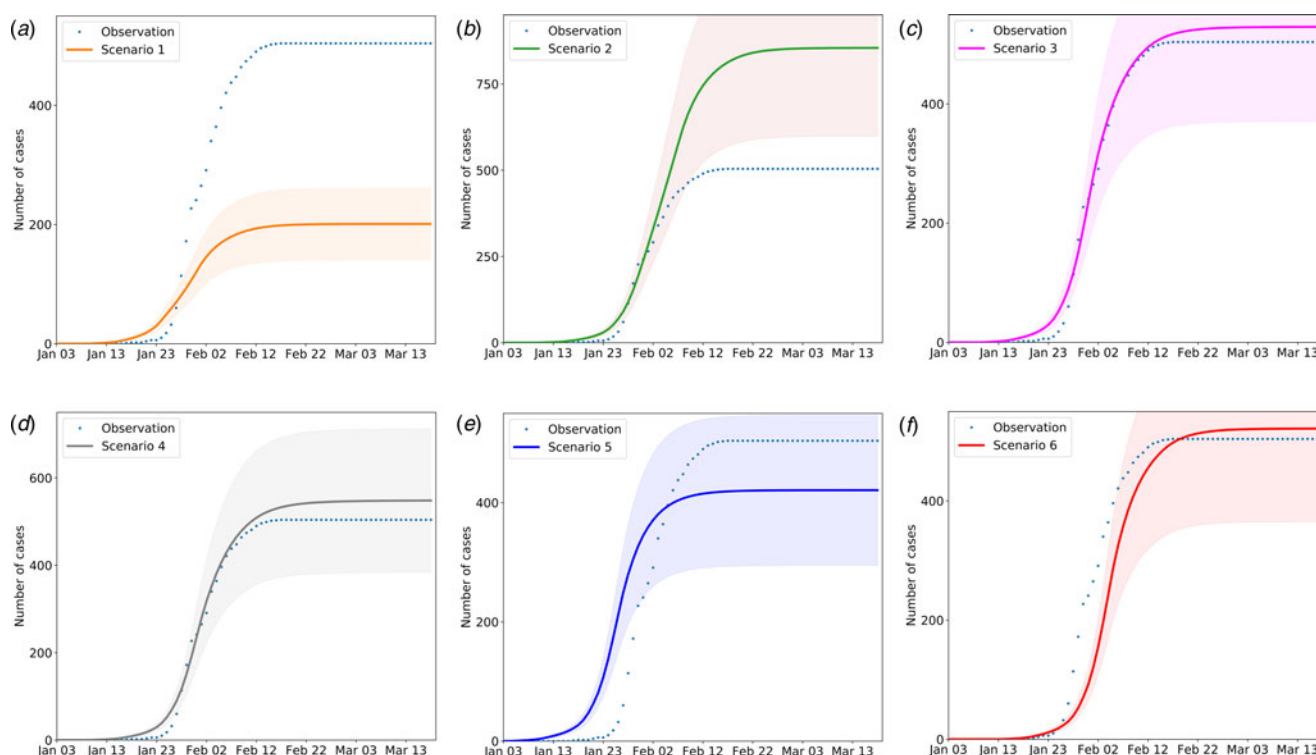 (a)
Observation
Scenario 1
Number of cases
400
200
0
Jan 03 Jan 13 Jan 23 Feb 02 Feb 12 Feb 22 Mar 03 Mar 13
(b)
Observation
Scenario 2
Number of cases
750
500
250
0
Jan 03 Jan 13 Jan 23 Feb 02 Feb 12 Feb 22 Mar 03 Mar 13
(c)
Observation
Scenario 3
Number of cases
400
200
0
Jan 03 Jan 13 Jan 23 Feb 02 Feb 12 Feb 22 Mar 03 Mar 13
(d)
Observation
Scenario 4
Number of cases
600
400
200
0
Jan 03 Jan 13 Jan 23 Feb 02 Feb 12 Feb 22 Mar 03 Mar 13
(e)
Observation
Scenario 5
Number of cases
400
200
0
Jan 03 Jan 13 Jan 23 Feb 02 Feb 12 Feb 22 Mar 03 Mar 13
(f)
Observation
Scenario 6
Number of cases
400
200
0
Jan 03 Jan 13 Jan 23 Feb 02 Feb 12 Feb 22 Mar 03 Mar 13